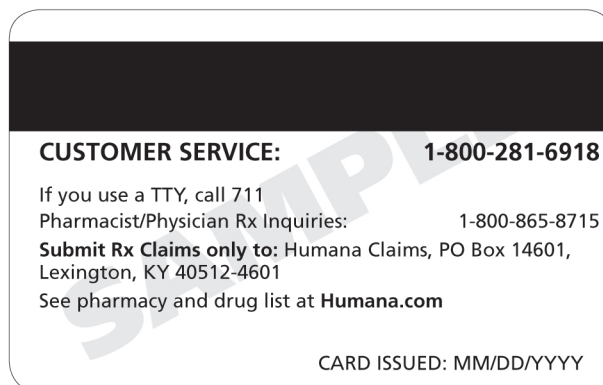 CUSTOMER SERVICE: 1-800-281-6918
If you use a TTY, call 711
Pharmacist/Physician Rx Inquiries: 1-800-865-8715
Submit Rx Claims only to: Humana Claims, PO Box 14601,
Lexington, KY 40512-4601
See pharmacy and drug list at Humana.com
CARD ISSUED: MM/DD/YYYY
SAMPLE